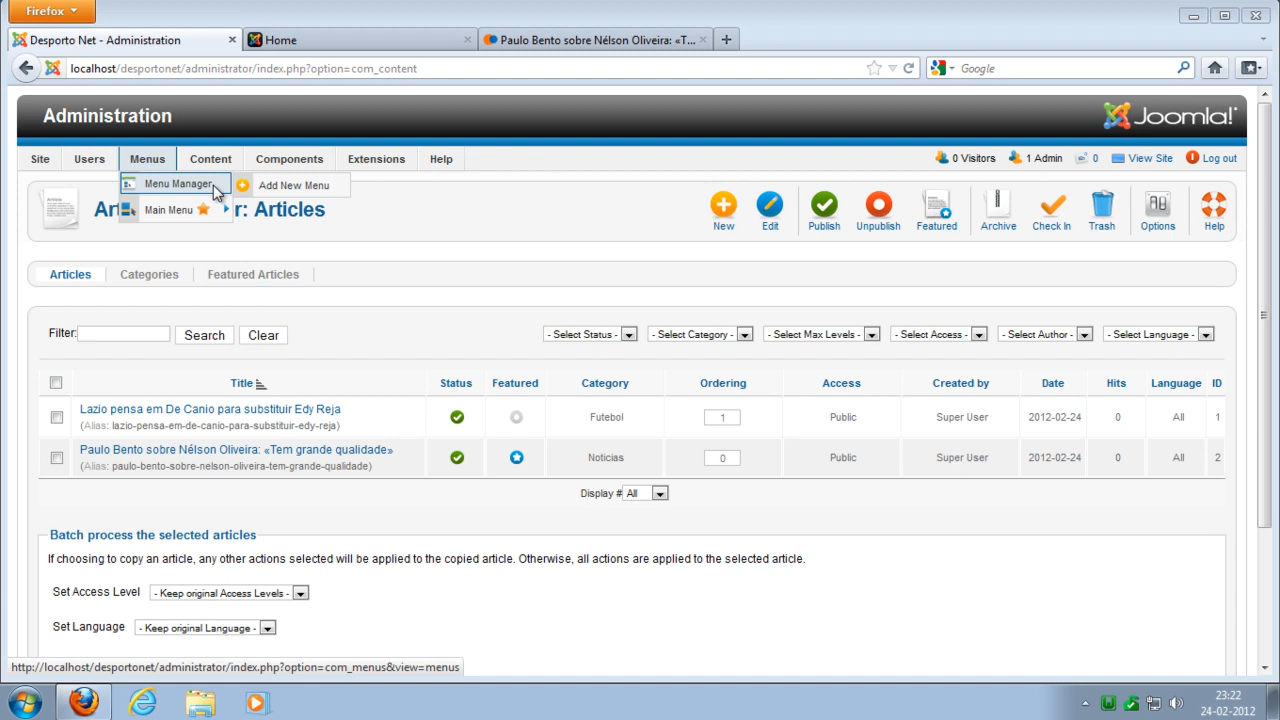 Firefox
Desporto Net - Administration
Home
Paulo Bento sobre Nélson Oliveira: «T...
localhost/desportonet/administrator/index.php?option=com_content
Google
Administration
Joomla!
Site Users Menus Content Components Extensions Help
0 Visitors 1 Admin 0 View Site Log out
Menu Manager Add New Menu
Main Menu
r: Articles
New Edit Publish Unpublish Featured Archive Check In Trash Options Help
Articles Categories Featured Articles
Filter: Search Clear
- Select Status - - Select Category - - Select Max Levels - - Select Access - - Select Author - - Select Language -
Title Status Featured Category Ordering Access Created by Date Hits Language ID
Lazio pensa em De Canio para substituir Edy Reja
(Alias: lazio-pensa-em-de-canio-para-substituir-edy-reja)
Futebol 1 Public Super User 2012-02-24 0 All 1
Paulo Bento sobre Nélson Oliveira: «Tem grande qualidade»
(Alias: paulo-bento-sobre-nelson-oliveira-tem-grande-qualidade)
Noticias 0 Public Super User 2012-02-24 0 All 2
Display # All
Batch process the selected articles
If choosing to copy an article, any other actions selected will be applied to the copied article. Otherwise, all actions are applied to the selected article.
Set Access Level - Keep original Access Levels -
Set Language - Keep original Language -
http://localhost/desportonet/administrator/index.php?option=com_menus&view=menus
23:22
24-02-2012